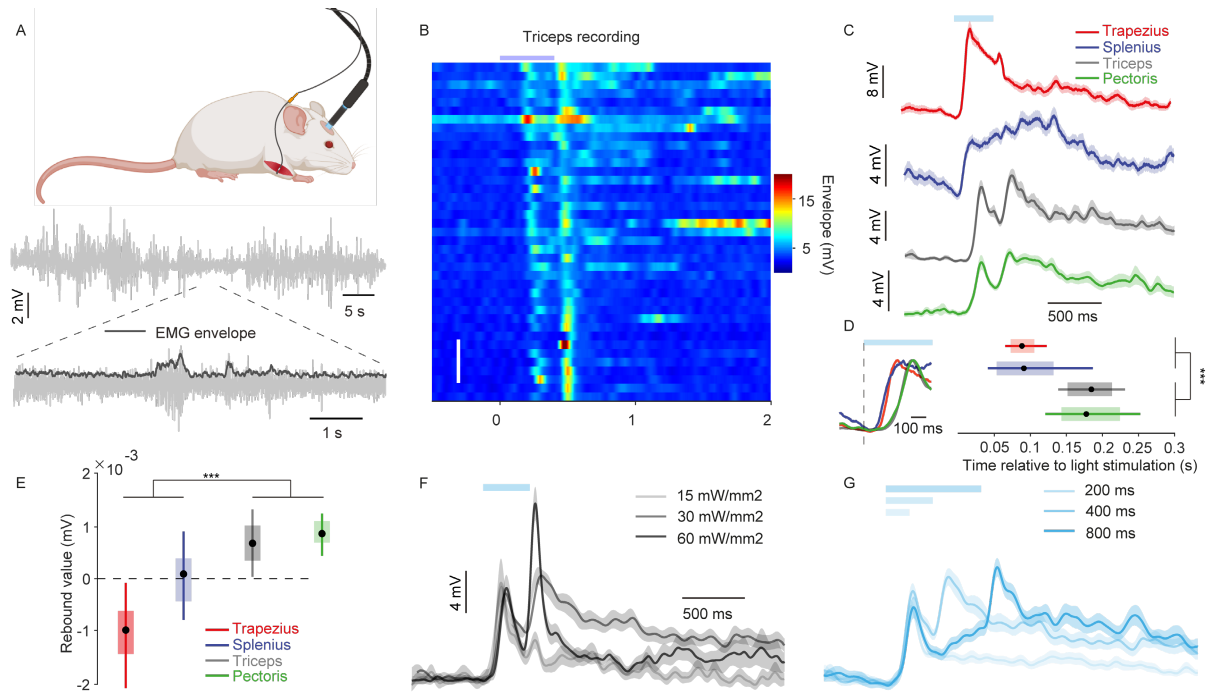 A
2 mV
5 s
EMG envelope
1 s
B
Triceps recording
0
1
2
15
5
Envelope (mV)
C
Trapezius
Splenius
Triceps
Pectoris
8 mV
4 mV
4 mV
4 mV
500 ms
D
100 ms
***
0.05
0.1
0.15
0.2
0.25
0.3
Time relative to light stimulation (s)
E
× 10 -3
2
1
0
-1
-2
Rebound value (mV)
***
Trapezius
Splenius
Triceps
Pectoris
F
15 mW/mm2
30 mW/mm2
60 mW/mm2
4 mV
500 ms
G
200 ms
400 ms
800 ms